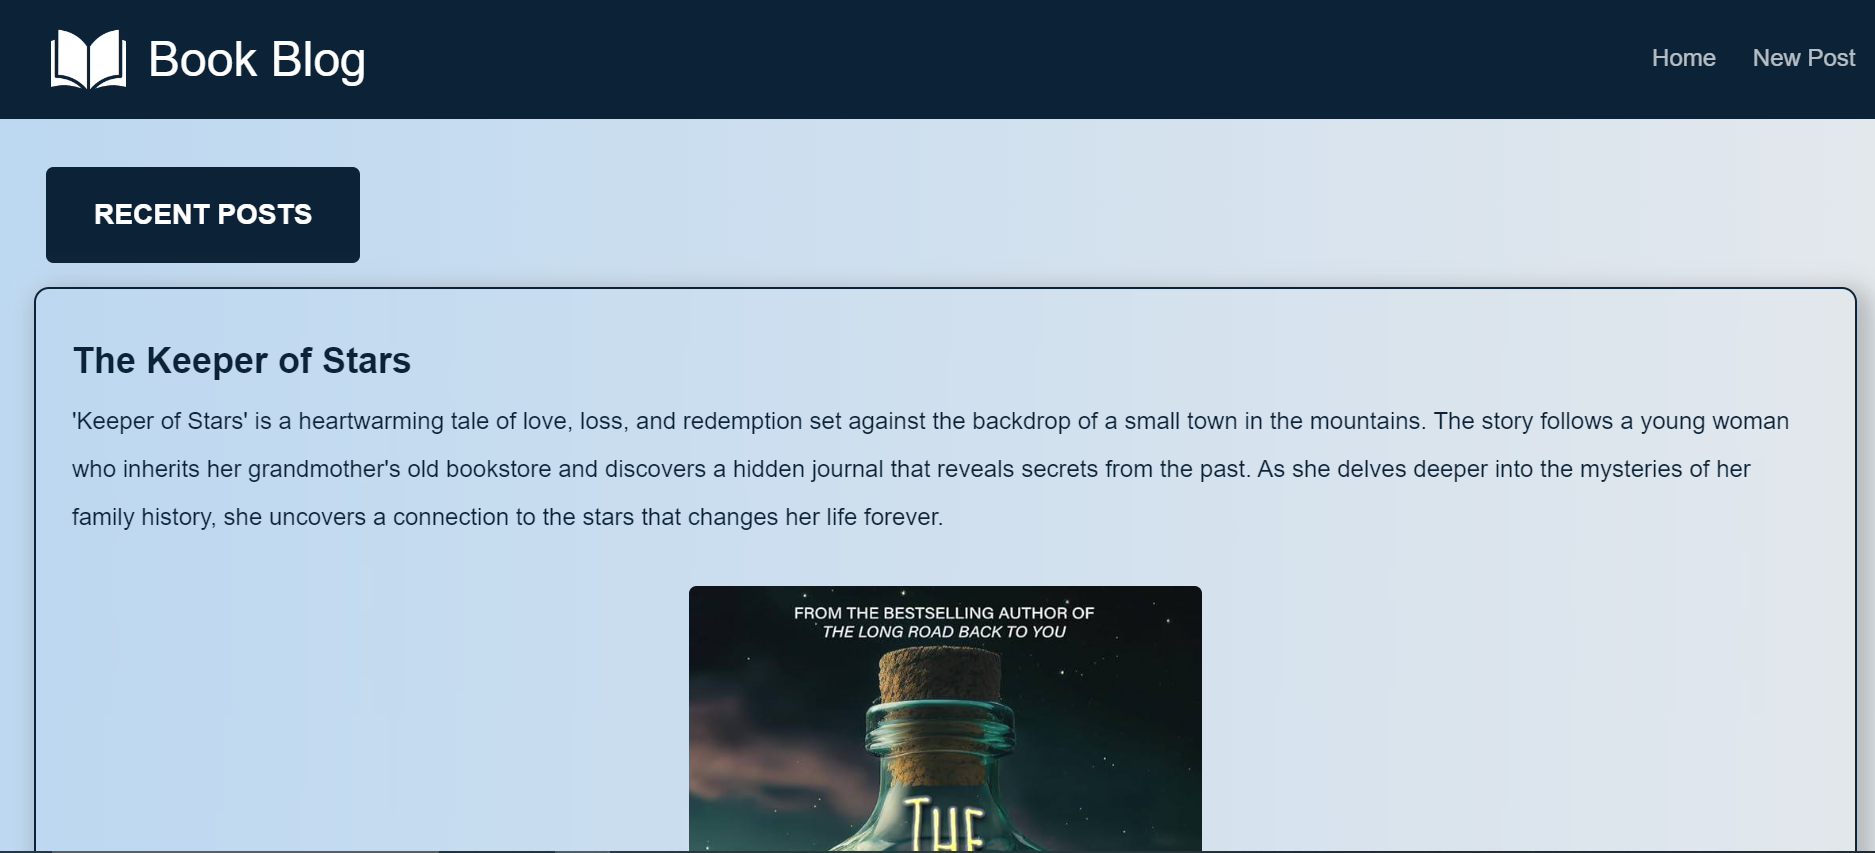 Book Blog
Home
New Post
RECENT POSTS
The Keeper of Stars
'Keeper of Stars' is a heartwarming tale of love, loss, and redemption set against the backdrop of a small town in the mountains. The story follows a young woman
who inherits her grandmother's old bookstore and discovers a hidden journal that reveals secrets from the past. As she delves deeper into the mysteries of her
family history, she uncovers a connection to the stars that changes her life forever.
FROM THE BESTSELLING AUTHOR OF
THE LONG ROAD BACK TO YOU
THE